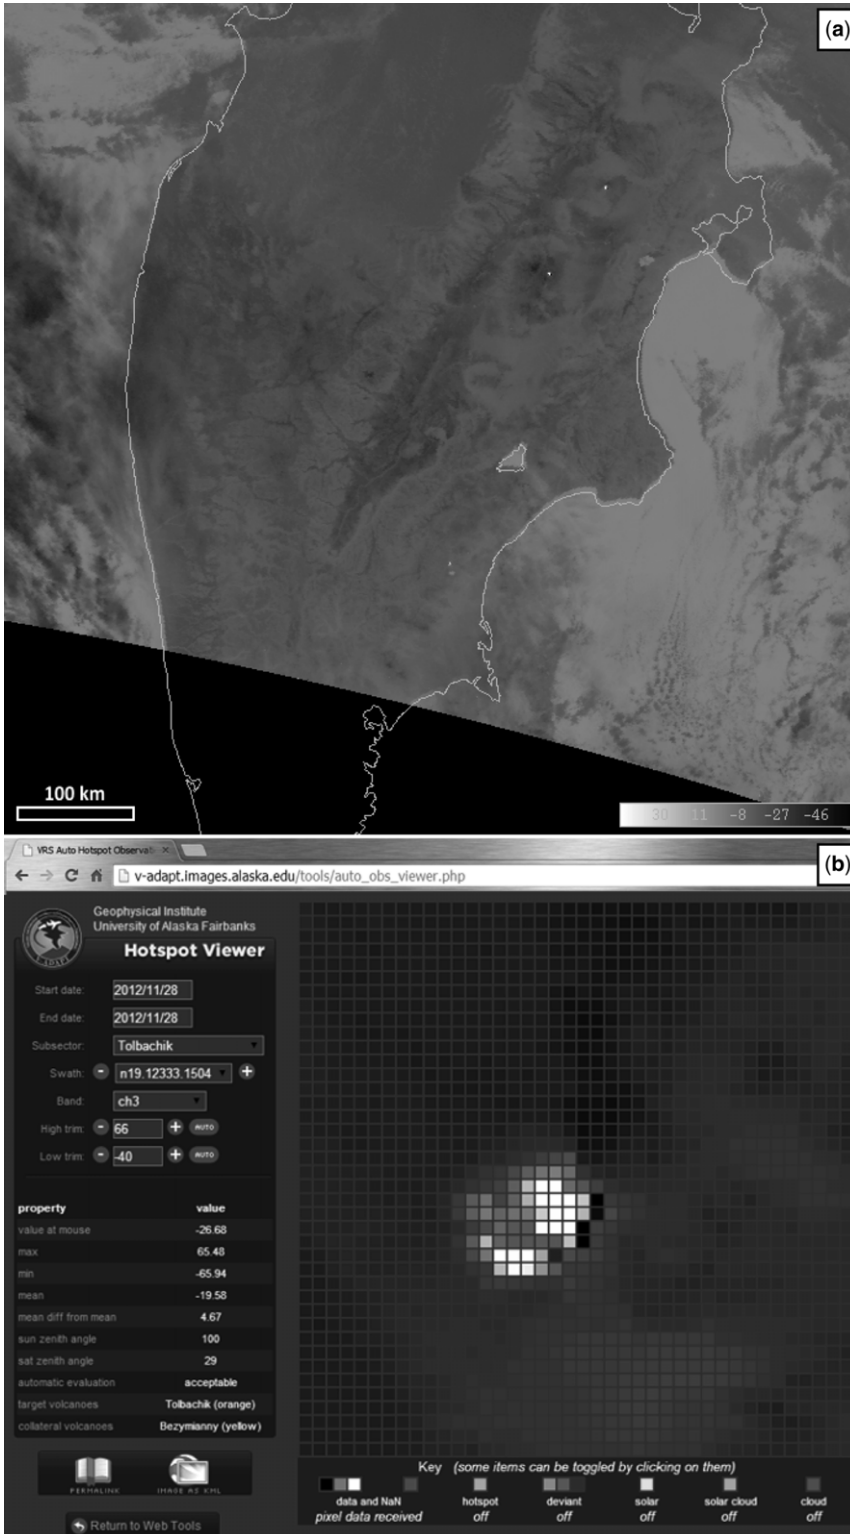 (a)
100 km
30 11 -8 -27 -46
VRS Auto Hotspot Observat
(b)
v-adapt.images.alaska.edu/tools/auto_obs_viewer.php
Geophysical Institute
University of Alaska Fairbanks
Hotspot Viewer
V-ADAPT
Start date: 2012/11/28
End date: 2012/11/28
Subsector: Tolbachik
Swath: - n19.12333.1504 +
Band: ch3
High trim: - 66 + AUTO
Low trim: - -40 + AUTO
property value
value at mouse -26.68
max 65.48
min -65.94
mean -19.58
mean diff from mean 4.67
sun zenith angle 100
sat zenith angle 29
automatic evaluation acceptable
target volcanoes Tolbachik (orange)
collateral volcanoes Bezymianny (yellow)
PERMALINK IMAGE AS KML
Return to Web Tools
Key (some items can be toggled by clicking on them)
data and NaN hotspot deviant solar solar cloud cloud
pixel data received off off off off off